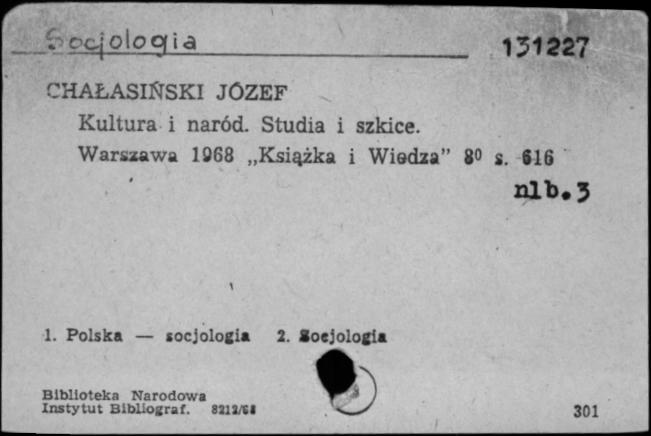 Socjologia
131227
CHAŁASIŃSKI JÓZEF
Kultura i naród. Studia i szkice.
Warszawa 1968 „Książka i Wiedza” 8⁰ s. 616
nlb. 3
1. Polska — socjologia 2. Socjologia
Biblioteka Narodowa
Instytut Bibliograf. 8212/68
301